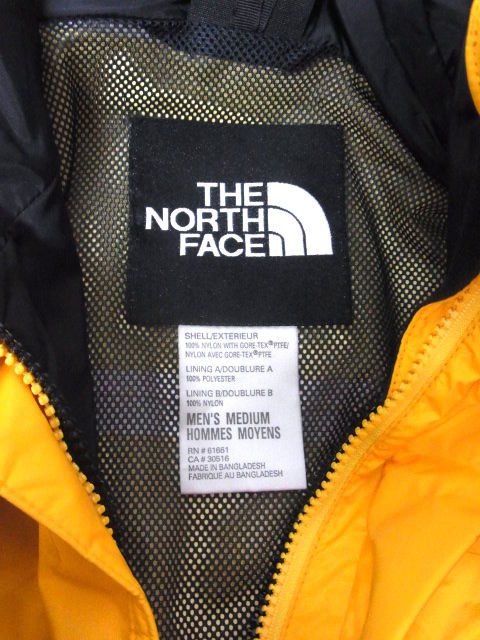 THE
NORTH
FACE
SHELL/EXTERIEUR
100% NYLON WITH GORE-TEX®PTFE/
NYLON AVEC GORE-TEX®PTFE
LINING A/DOUBLURE A
100% POLYESTER
LINING B/DOUBLURE B
100% NYLON
MEN'S MEDIUM
HOMMES MOYENS
RN # 61661
CA # 30516
MADE IN BANGLADESH
FABRIQUE AU BANGLADESH